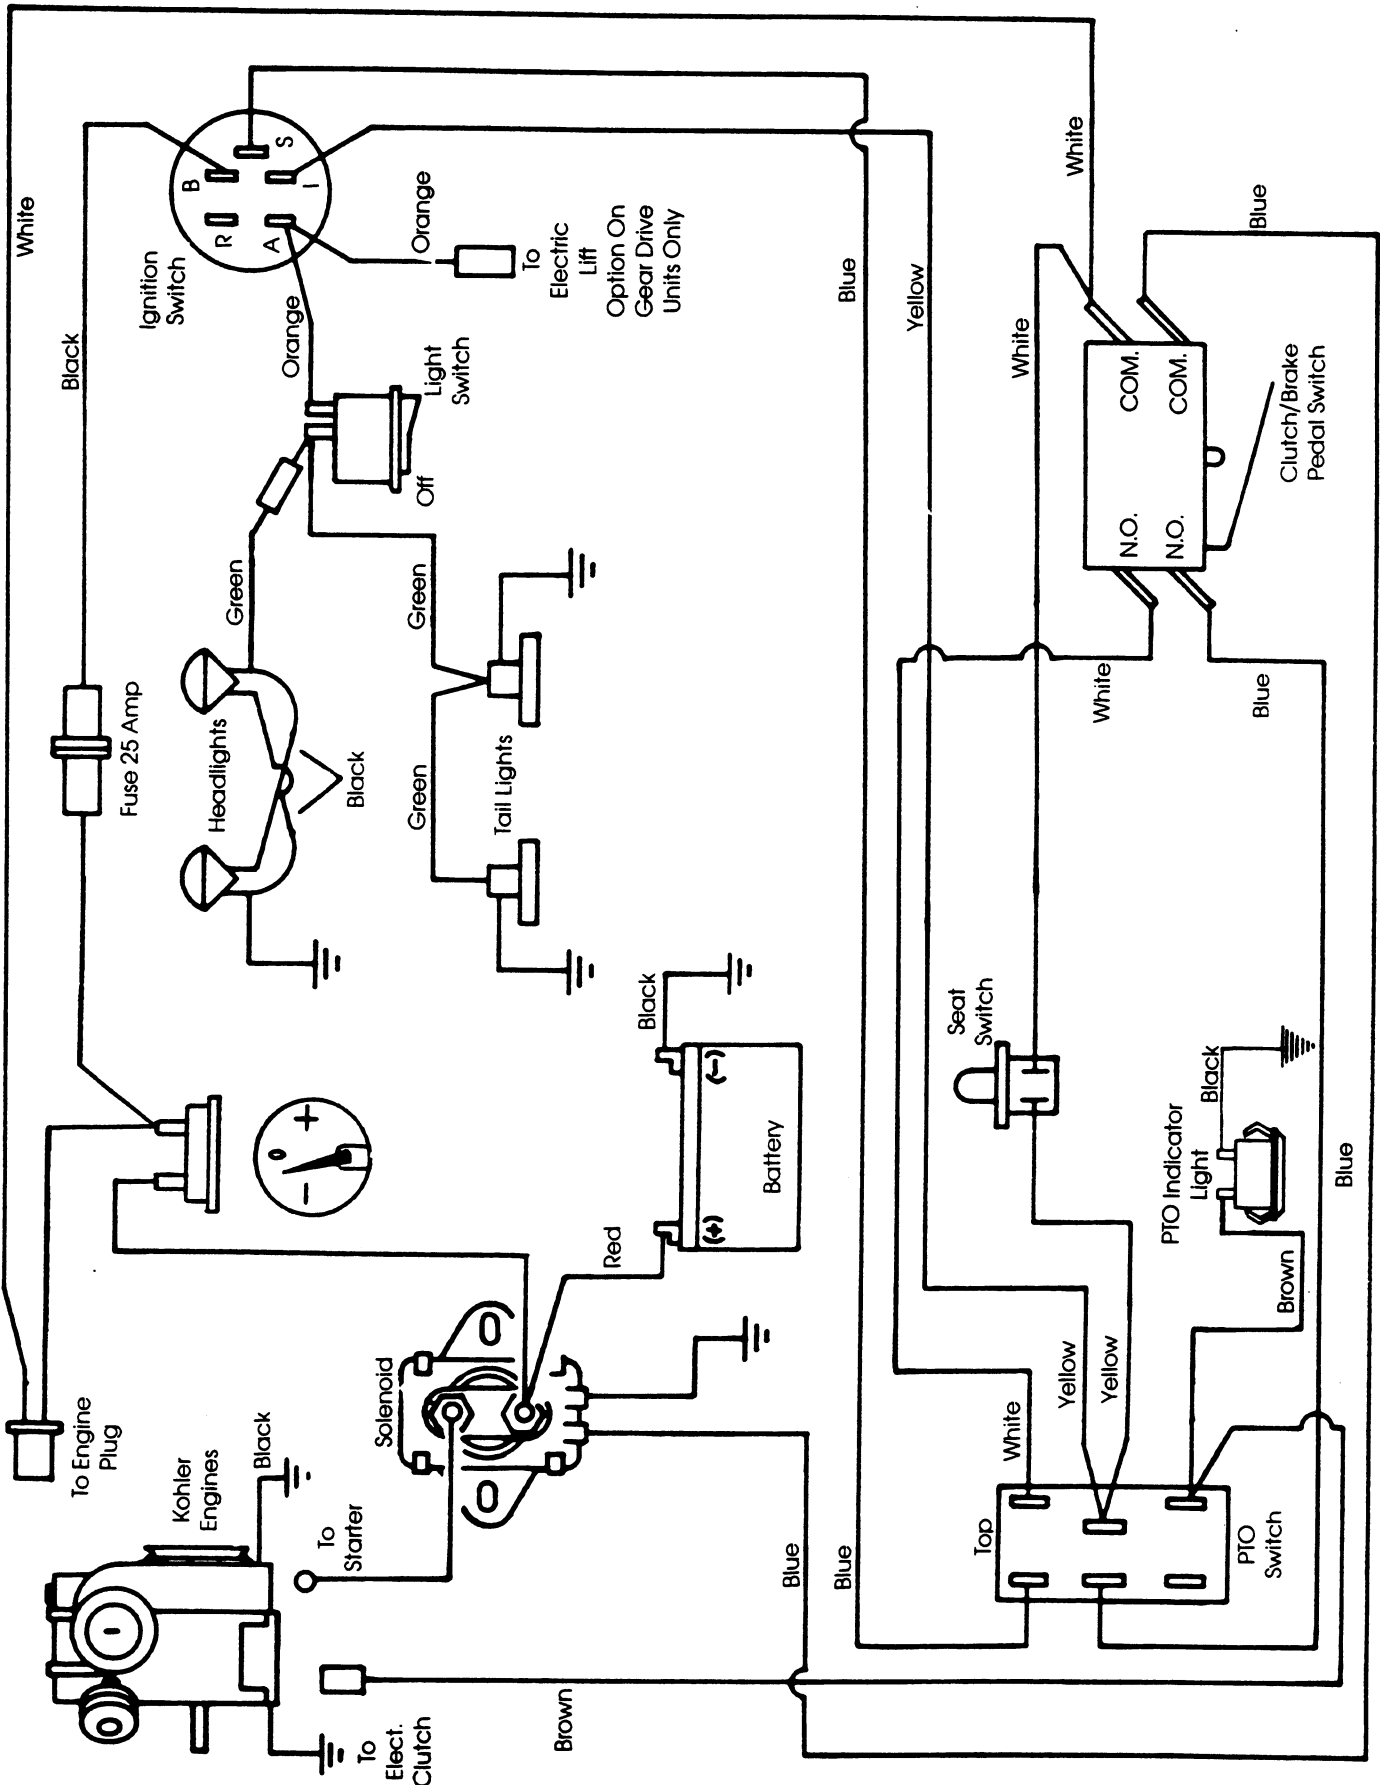 White
Black
Ignition
Switch
B
S
R
A
I
Orange
Orange
To
Electric
Lift
Option On
Gear Drive
Units Only
Light
Switch
Off
Fuse 25 Amp
Green
Headlights
Black
Green
Green
Tail Lights
Blue
Yellow
White
White
Blue
COM.
COM.
N.O.
N.O.
Clutch/Brake
Pedal Switch
White
Blue
0
+
−
Black
(−)
(+)
Battery
Red
Seat
Switch
Black
PTO Indicator
Light
Brown
Blue
To Engine
Plug
Kohler
Engines
Black
Solenoid
To
Starter
To
Elect.
Clutch
Brown
Blue
Blue
White
Yellow
Yellow
Top
PTO
Switch